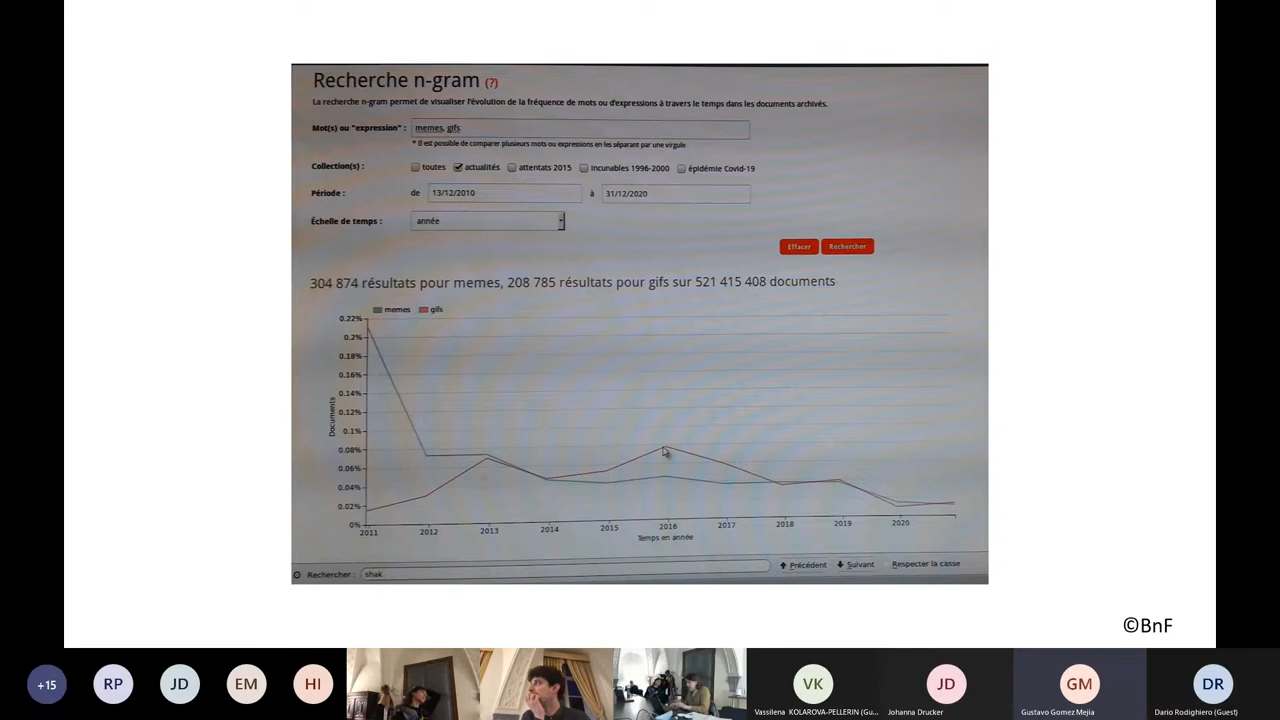 Recherche n-gram (?)
La recherche n-gram permet de visualiser l'évolution de la fréquence de mots ou d'expressions à travers le temps dans les documents archivés.
Mot(s) ou "expression" : memes, gifs
* Il est possible de comparer plusieurs mots ou expressions en les séparant par une virgule
Collection(s) : toutes actualités attentats 2015 incunables 1996-2000 épidémie Covid-19
Période : de 13/12/2010 à 31/12/2020
Échelle de temps : année
Effacer Rechercher
304 874 résultats pour memes, 208 785 résultats pour gifs sur 521 415 408 documents
memes gifs
0.22%
0.2%
0.18%
0.16%
0.14%
0.12%
0.1%
0.08%
0.06%
0.04%
0.02%
0%
Documents
2011 2012 2013 2014 2015 2016 2017 2018 2019 2020
Temps en année
Rechercher : shak Précédent Suivant Respecter la casse
©BnF
+15 RP JD EM HI VK JD GM DR
Vassilena KOLAROVA-PELLERIN (Gu... Johanna Drucker Gustavo Gomez Mejia Dario Rodighiero (Guest)